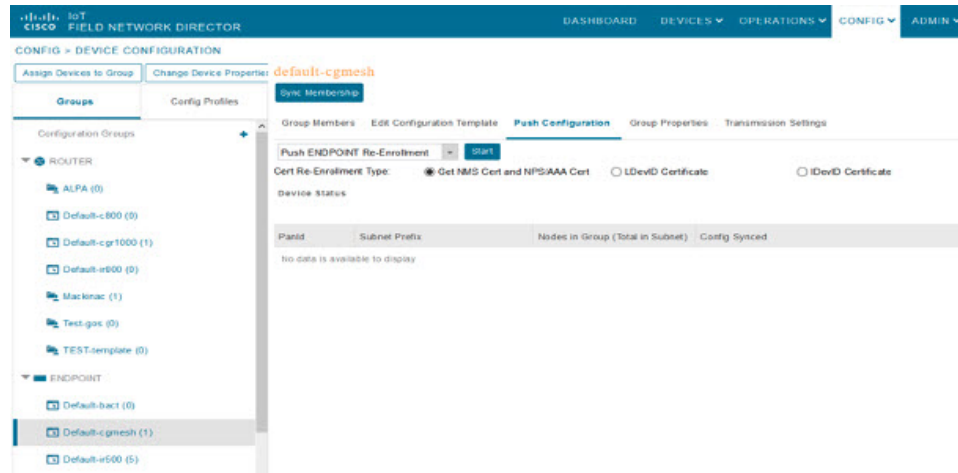 cisco IoT FIELD NETWORK DIRECTOR
DASHBOARD DEVICES OPERATIONS CONFIG ADMIN
CONFIG > DEVICE CONFIGURATION
Assign Devices to Group Change Device Properties
default-cgmesh
Sync Membership
Groups Config Profiles
Group Members Edit Configuration Template Push Configuration Group Properties Transmission Settings
Configuration Groups +
Push ENDPOINT Re-Enrollment Start
ROUTER
Cert Re-Enrollment Type: Get NMS Cert and NPS/AAA Cert LDevID Certificate IDevID Certificate
ALPA (0)
Device Status
Default-c800 (0)
PanId Subnet Prefix Nodes in Group (Total in Subnet) Config Synced
Default-cgr1000 (1)
No data is available to display
Default-ir800 (0)
Mackinac (1)
Test-gos (0)
TEST-template (0)
ENDPOINT
Default-bact (0)
Default-cgmesh (1)
Default-ir500 (5)